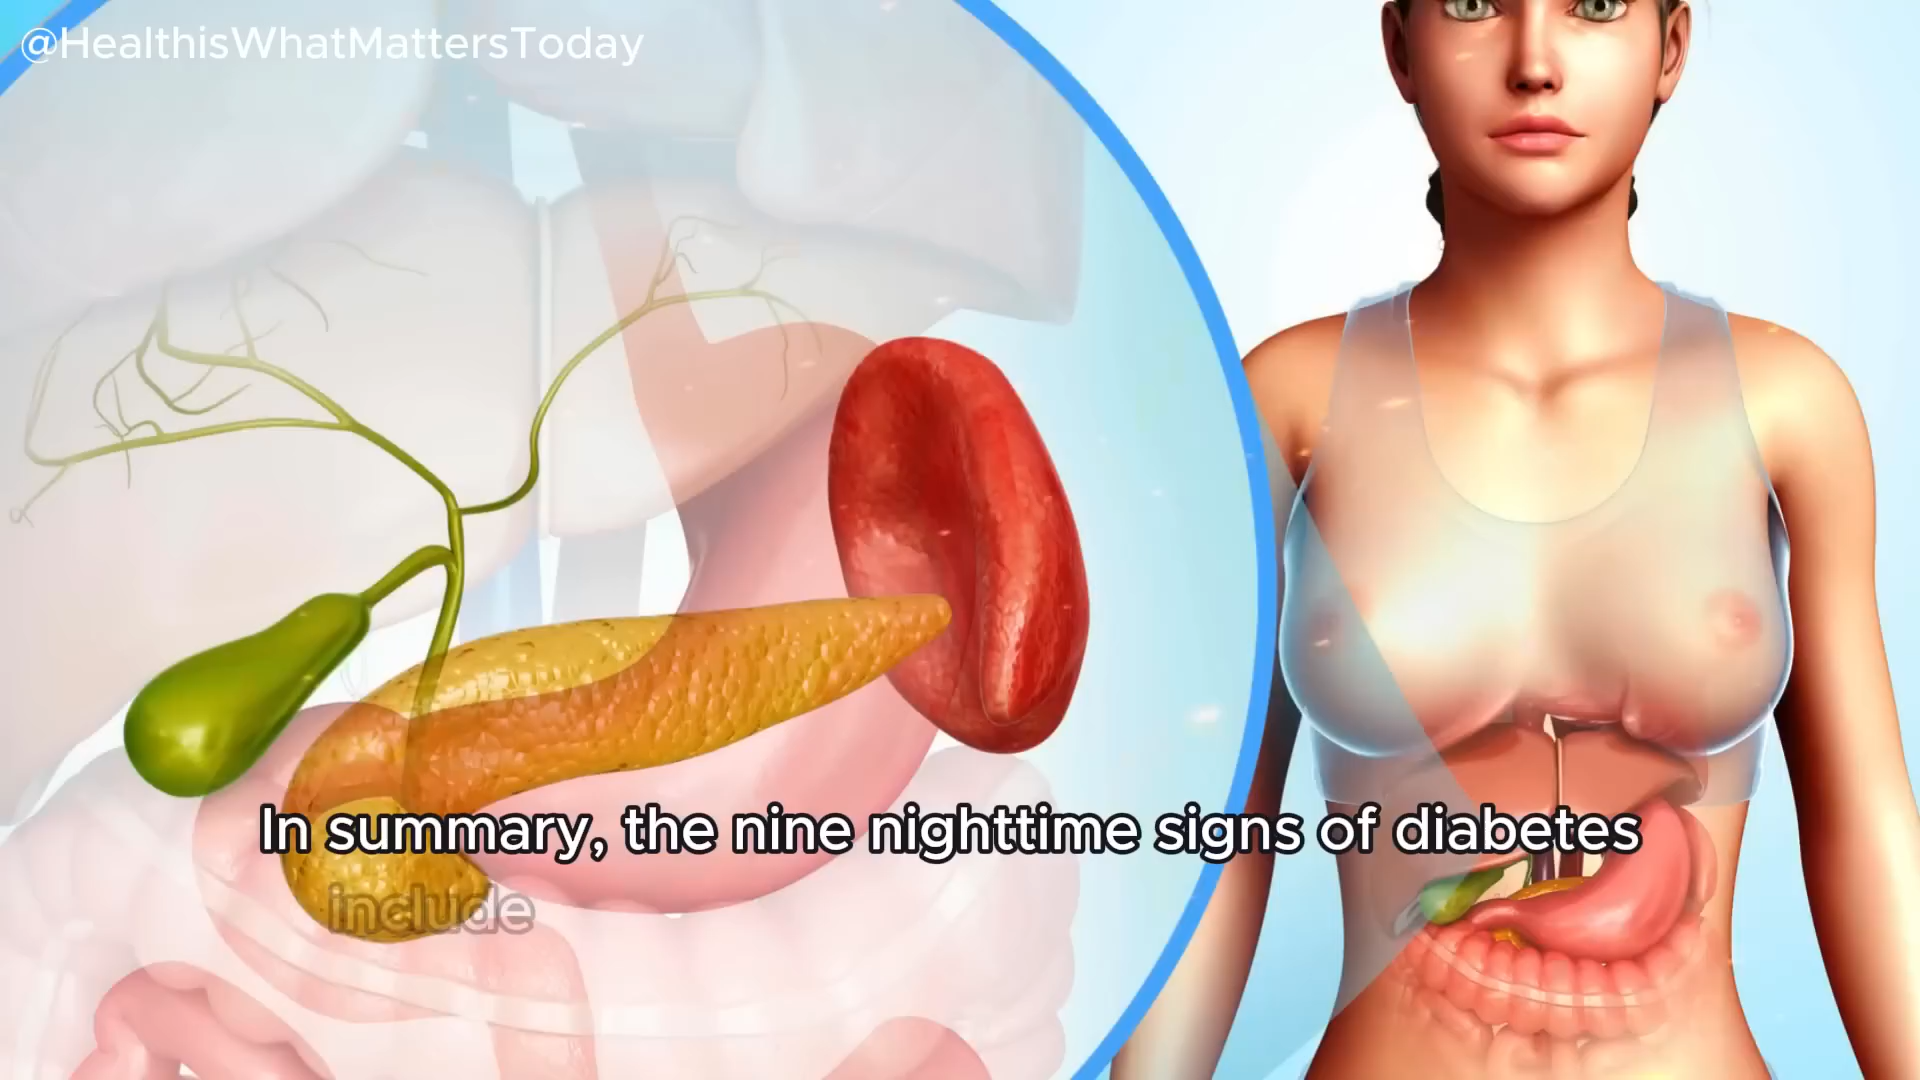 @HealthisWhatMattersToday
In summary, the nine nighttime signs of diabetes
include